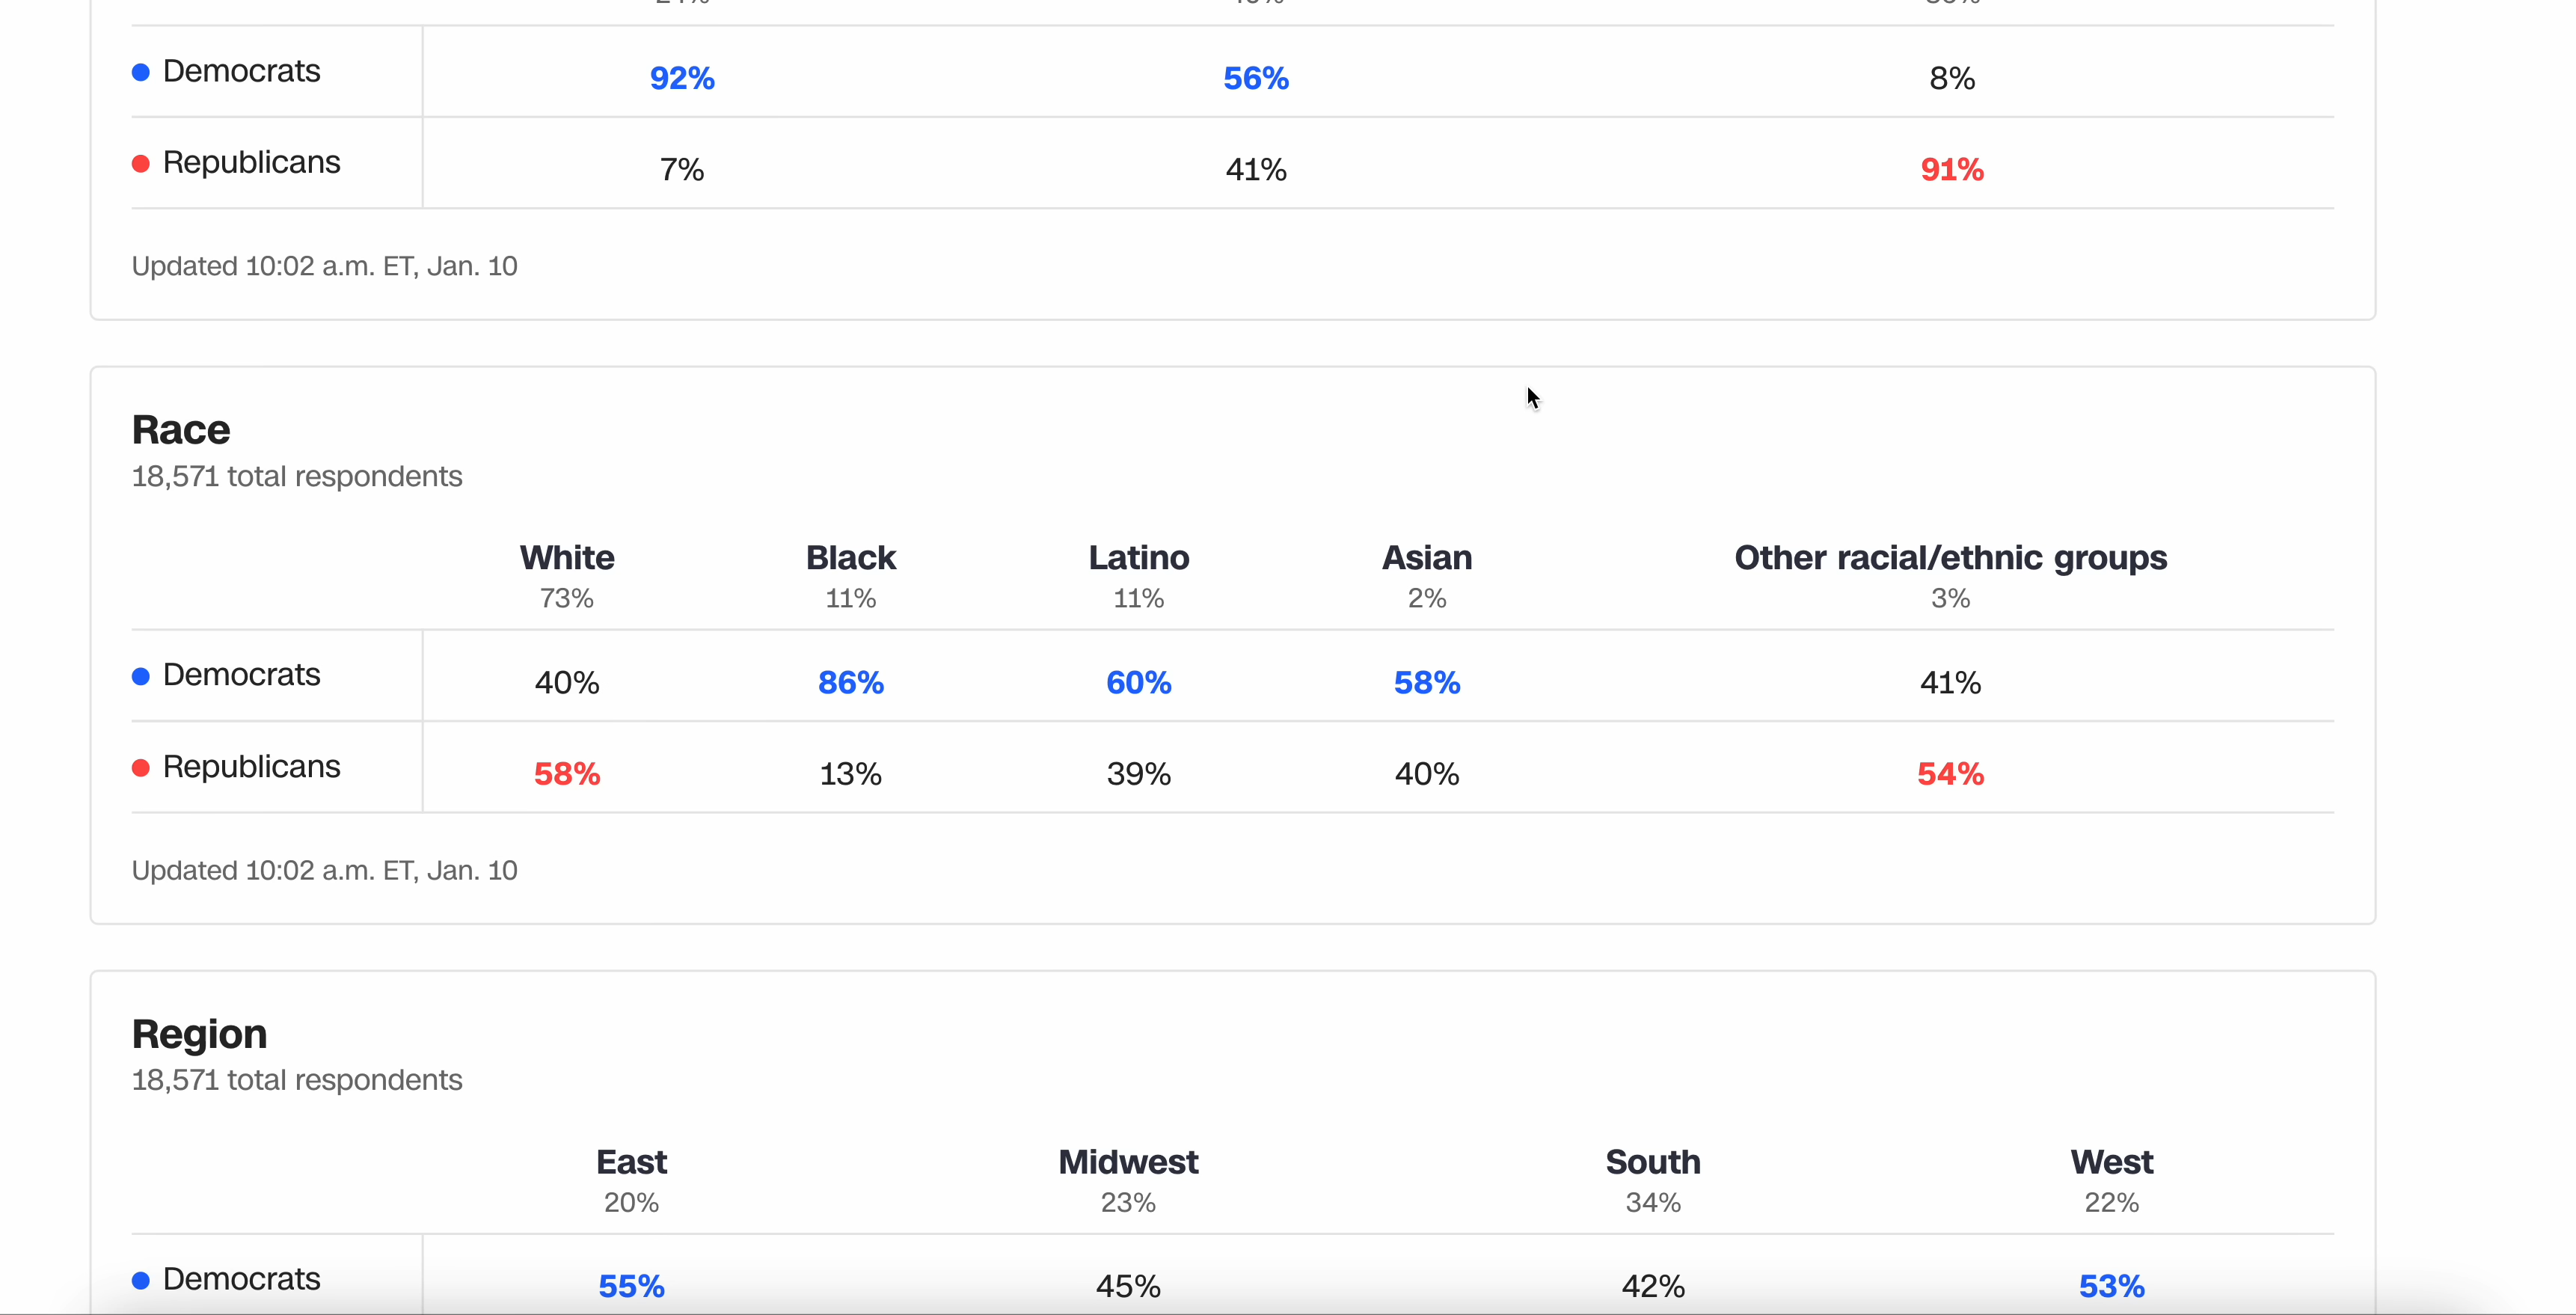 Democrats 92% 56% 8%
Republicans 7% 41% 91%
Updated 10:02 a.m. ET, Jan. 10
Race
18,571 total respondents
White Black Latino Asian Other racial/ethnic groups
73% 11% 11% 2% 3%
Democrats 40% 86% 60% 58% 41%
Republicans 58% 13% 39% 40% 54%
Updated 10:02 a.m. ET, Jan. 10
Region
18,571 total respondents
East Midwest South West
20% 23% 34% 22%
Democrats 55% 45% 42% 53%